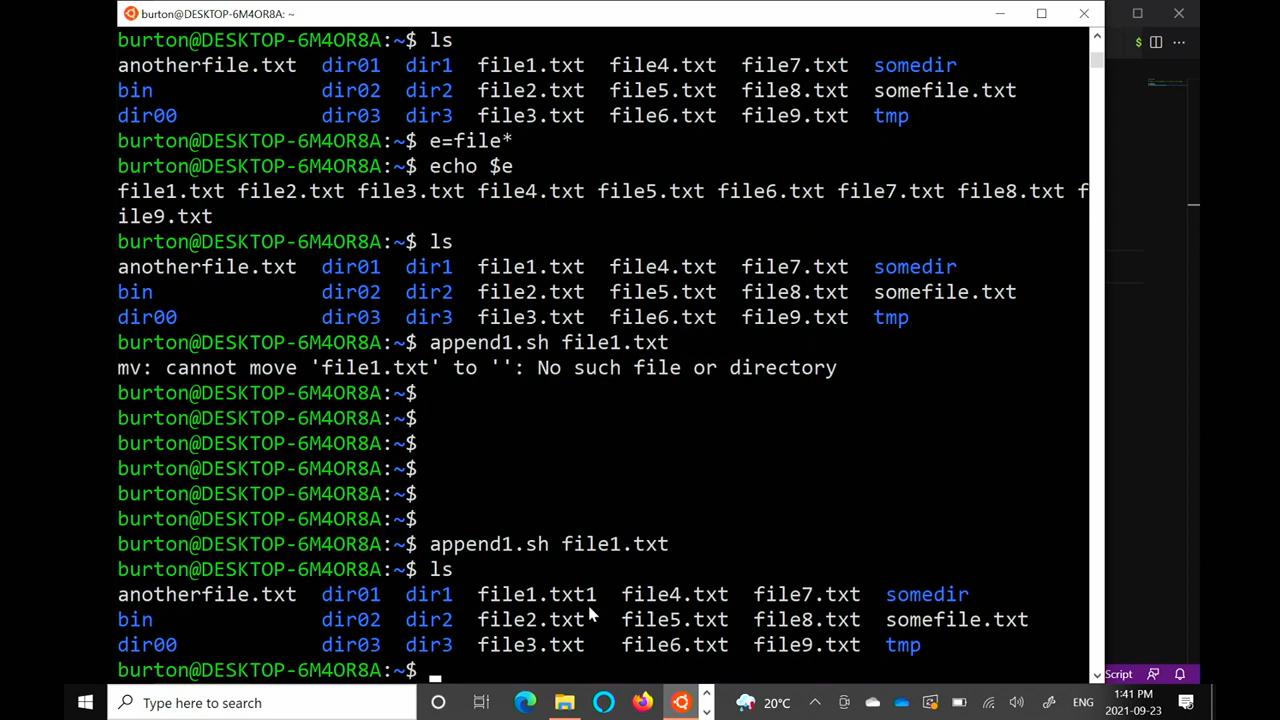 burton@DESKTOP-6M4OR8A: ~
burton@DESKTOP-6M4OR8A:~$ ls
anotherfile.txt dir01 dir1 file1.txt file4.txt file7.txt somedir
bin dir02 dir2 file2.txt file5.txt file8.txt somefile.txt
dir00 dir03 dir3 file3.txt file6.txt file9.txt tmp
burton@DESKTOP-6M4OR8A:~$ e=file*
burton@DESKTOP-6M4OR8A:~$ echo $e
file1.txt file2.txt file3.txt file4.txt file5.txt file6.txt file7.txt file8.txt f
ile9.txt
burton@DESKTOP-6M4OR8A:~$ ls
anotherfile.txt dir01 dir1 file1.txt file4.txt file7.txt somedir
bin dir02 dir2 file2.txt file5.txt file8.txt somefile.txt
dir00 dir03 dir3 file3.txt file6.txt file9.txt tmp
burton@DESKTOP-6M4OR8A:~$ append1.sh file1.txt
mv: cannot move 'file1.txt' to '': No such file or directory
burton@DESKTOP-6M4OR8A:~$
burton@DESKTOP-6M4OR8A:~$
burton@DESKTOP-6M4OR8A:~$
burton@DESKTOP-6M4OR8A:~$
burton@DESKTOP-6M4OR8A:~$
burton@DESKTOP-6M4OR8A:~$
burton@DESKTOP-6M4OR8A:~$ append1.sh file1.txt
burton@DESKTOP-6M4OR8A:~$ ls
anotherfile.txt dir01 dir1 file1.txt1 file4.txt file7.txt somedir
bin dir02 dir2 file2.txt file5.txt file8.txt somefile.txt
dir00 dir03 dir3 file3.txt file6.txt file9.txt tmp
burton@DESKTOP-6M4OR8A:~$
$ ...
Script
Type here to search
20°C
ENG
1:41 PM
2021-09-23